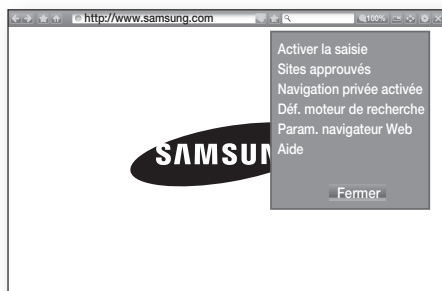 http://www.samsung.com
100%
Activer la saisie
Sites approuvés
Navigation privée activée
Déf. moteur de recherche
Param. navigateur Web
Aide
Fermer